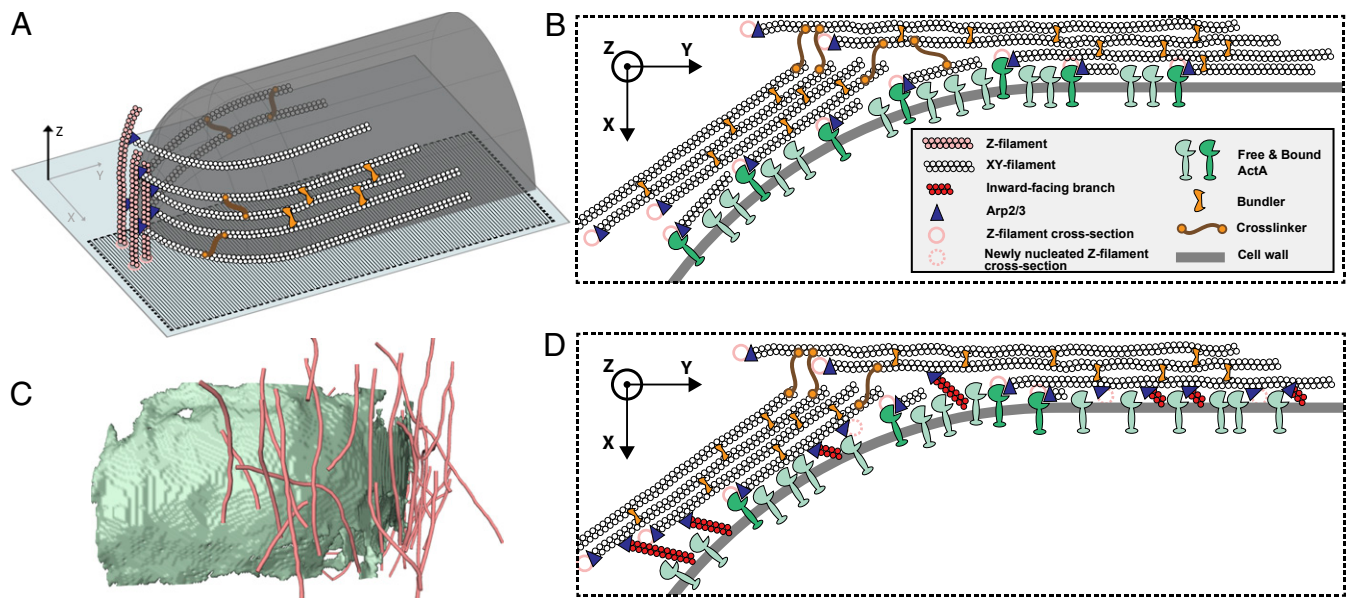 A
Z
Y
X
B
Z
Y
X
Z-filament
XY-filament
Inward-facing branch
Arp2/3
Z-filament cross-section
Newly nucleated Z-filament
cross-section
Free & Bound
ActA
Bundler
Crosslinker
Cell wall
C
D
Z
Y
X